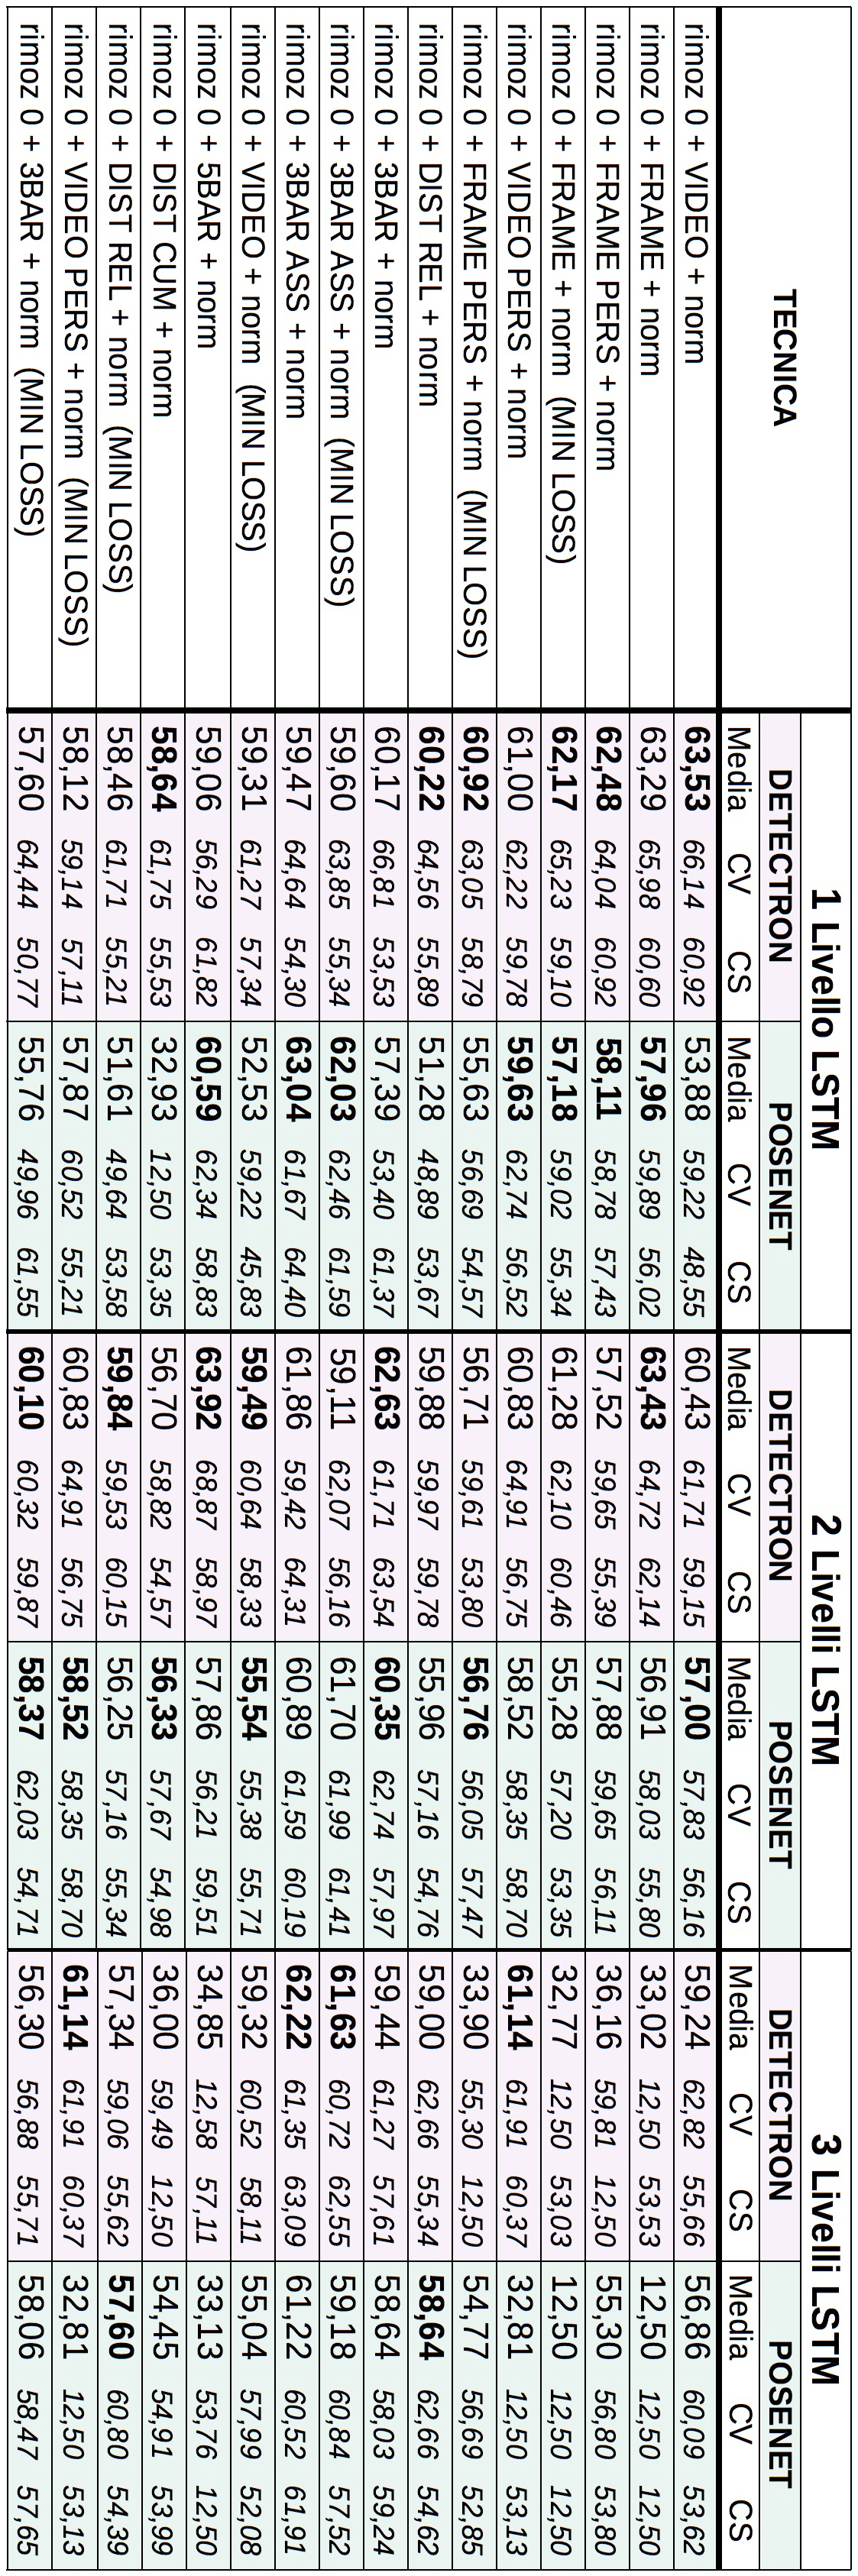 TECNICA 1 Livello LSTM 2 Livelli LSTM 3 Livelli LSTM
DETECTRON POSENET DETECTRON POSENET DETECTRON POSENET
Media CV CS Media CV CS Media CV CS Media CV CS Media CV CS Media CV CS
rimoz 0 + VIDEO + norm 63,53 66,14 60,92 53,88 59,22 48,55 60,43 61,71 59,15 57,00 57,83 56,16 59,24 62,82 55,66 56,86 60,09 53,62
rimoz 0 + FRAME + norm 63,29 65,98 60,60 57,96 59,89 56,02 63,43 64,72 62,14 56,91 58,03 55,80 33,02 12,50 53,53 12,50 12,50 12,50
rimoz 0 + FRAME PERS + norm 62,48 64,04 60,92 58,11 58,78 57,43 57,52 59,65 55,39 57,88 59,65 56,11 36,16 59,81 12,50 55,30 56,80 53,80
rimoz 0 + FRAME + norm (MIN LOSS) 62,17 65,23 59,10 57,18 59,02 55,34 61,28 62,10 60,46 55,28 57,20 53,35 32,77 12,50 53,03 12,50 12,50 12,50
rimoz 0 + VIDEO PERS + norm 61,00 62,22 59,78 59,63 62,74 56,52 60,83 64,91 56,75 58,52 58,35 58,70 61,14 61,91 60,37 32,81 12,50 53,13
rimoz 0 + FRAME PERS + norm (MIN LOSS) 60,92 63,05 58,79 55,63 56,69 54,57 56,71 59,61 53,80 56,76 56,05 57,47 33,90 55,30 12,50 54,77 56,69 52,85
rimoz 0 + DIST REL + norm 60,22 64,56 55,89 51,28 48,89 53,67 59,88 59,97 59,78 55,96 57,16 54,76 59,00 62,66 55,34 58,64 62,66 54,62
rimoz 0 + 3BAR + norm 60,17 66,81 53,53 57,39 53,40 61,37 62,63 61,71 63,54 60,35 62,74 57,97 59,44 61,27 57,61 58,64 58,03 59,24
rimoz 0 + 3BAR ASS + norm (MIN LOSS) 59,60 63,85 55,34 62,03 62,46 61,59 59,11 62,07 56,16 61,70 61,99 61,41 61,63 60,72 62,55 59,18 60,84 57,52
rimoz 0 + 3BAR ASS + norm 59,47 64,64 54,30 63,04 61,67 64,40 61,86 59,42 64,31 60,89 61,59 60,19 62,22 61,35 63,09 61,22 60,52 61,91
rimoz 0 + VIDEO + norm (MIN LOSS) 59,31 61,27 57,34 52,53 59,22 45,83 59,49 60,64 58,33 55,54 55,38 55,71 59,32 60,52 58,11 55,04 57,99 52,08
rimoz 0 + 5BAR + norm 59,06 56,29 61,82 60,59 62,34 58,83 63,92 68,87 58,97 57,86 56,21 59,51 34,85 12,58 57,11 33,13 53,76 12,50
rimoz 0 + DIST CUM + norm 58,64 61,75 55,53 32,93 12,50 53,35 56,70 58,82 54,57 56,33 57,67 54,98 36,00 59,49 12,50 54,45 54,91 53,99
rimoz 0 + DIST REL + norm (MIN LOSS) 58,46 61,71 55,21 51,61 49,64 53,58 59,84 59,53 60,15 56,25 57,16 55,34 57,34 59,06 55,62 57,60 60,80 54,39
rimoz 0 + VIDEO PERS + norm (MIN LOSS) 58,12 59,14 57,11 57,87 60,52 55,21 60,83 64,91 56,75 58,52 58,35 58,70 61,14 61,91 60,37 32,81 12,50 53,13
rimoz 0 + 3BAR + norm (MIN LOSS) 57,60 64,44 50,77 55,76 49,96 61,55 60,10 60,32 59,87 58,37 62,03 54,71 56,30 56,88 55,71 58,06 58,47 57,65